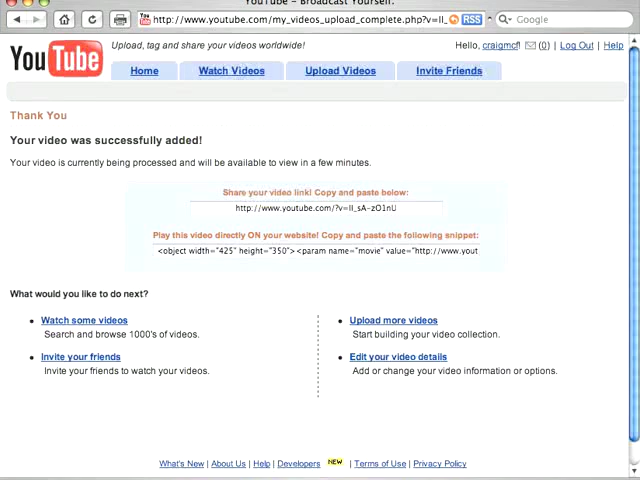 YouTube - Broadcast Yourself.
http://www.youtube.com/my_videos_upload_complete.php?v=II_ RSS Google
YouTube
Upload, tag and share your videos worldwide!
Hello, craigmcf (0) | Log Out | Help
Home Watch Videos Upload Videos Invite Friends
Thank You
Your video was successfully added!
Your video is currently being processed and will be available to view in a few minutes.
Share your video link! Copy and paste below:
http://www.youtube.com/?v=II_sA-zO1nU
Play this video directly ON your website! Copy and paste the following snippet:
<object width="425" height="350"><param name="movie" value="http://www.yout
What would you like to do next?
• Watch some videos
Search and browse 1000's of videos.
• Invite your friends
Invite your friends to watch your videos.
• Upload more videos
Start building your video collection.
• Edit your video details
Add or change your video information or options.
What's New | About Us | Help | Developers NEW | Terms of Use | Privacy Policy